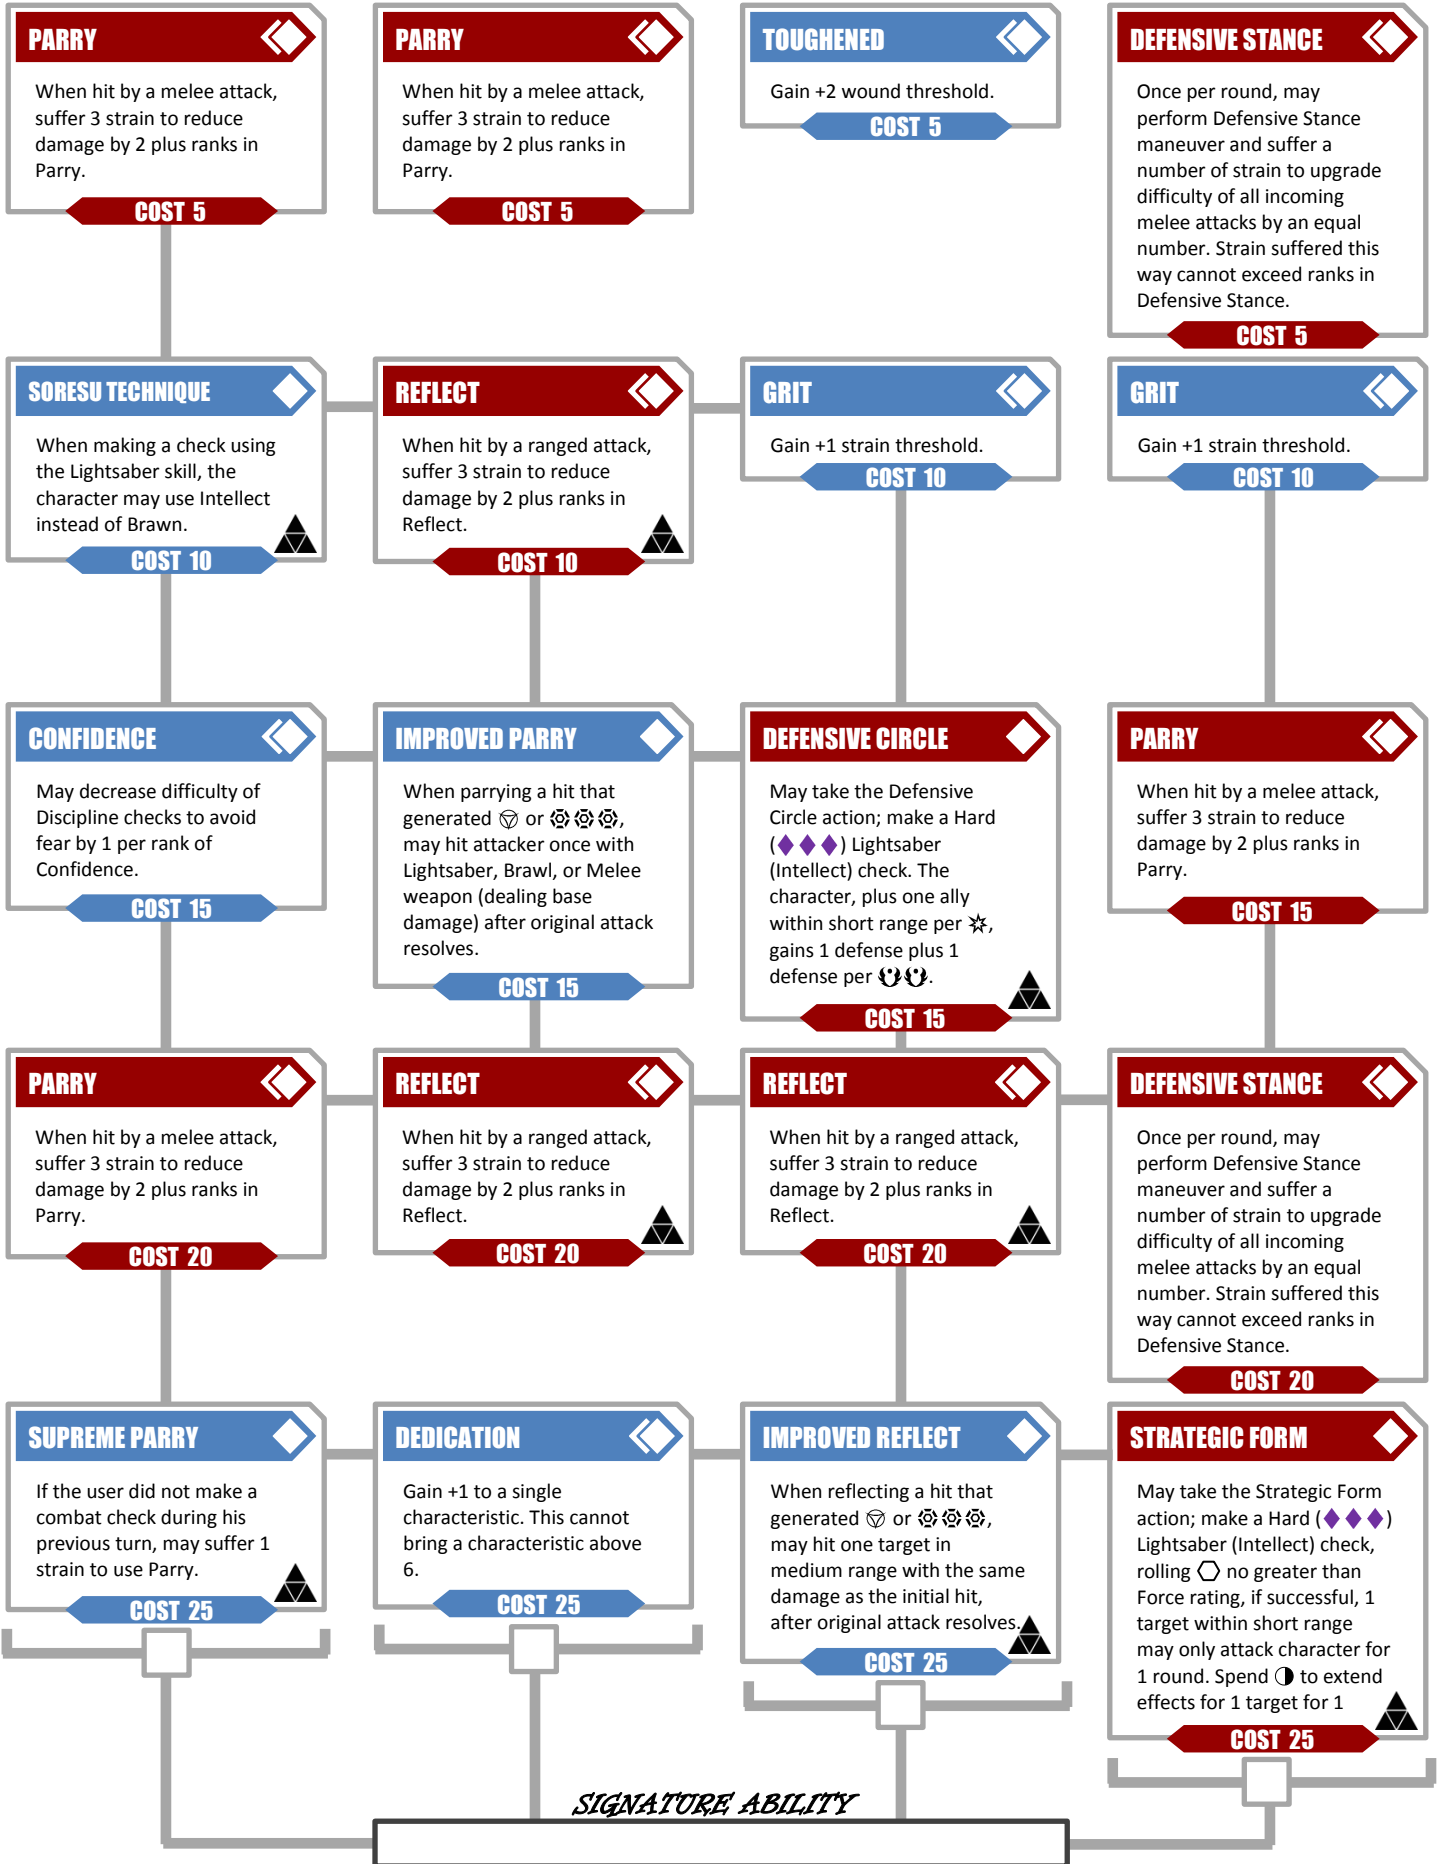 PARRY
When hit by a melee attack,
suffer 3 strain to reduce
damage by 2 plus ranks in
Parry.
COST 5
PARRY
When hit by a melee attack,
suffer 3 strain to reduce
damage by 2 plus ranks in
Parry.
COST 5
TOUGHENED
Gain +2 wound threshold.
COST 5
DEFENSIVE STANCE
Once per round, may
perform Defensive Stance
maneuver and suffer a
number of strain to upgrade
difficulty of all incoming
melee attacks by an equal
number. Strain suffered this
way cannot exceed ranks in
Defensive Stance.
COST 5
SORESU TECHNIQUE
When making a check using
the Lightsaber skill, the
character may use Intellect
instead of Brawn.
COST 10
REFLECT
When hit by a ranged attack,
suffer 3 strain to reduce
damage by 2 plus ranks in
Reflect.
COST 10
GRIT
Gain +1 strain threshold.
COST 10
GRIT
Gain +1 strain threshold.
COST 10
CONFIDENCE
May decrease difficulty of
Discipline checks to avoid
fear by 1 per rank of
Confidence.
COST 15
IMPROVED PARRY
When parrying a hit that
generated or ,
may hit attacker once with
Lightsaber, Brawl, or Melee
weapon (dealing base
damage) after original attack
resolves.
COST 15
DEFENSIVE CIRCLE
May take the Defensive
Circle action; make a Hard
(♦♦♦) Lightsaber
(Intellect) check. The
character, plus one ally
within short range per ,
gains 1 defense plus 1
defense per .
COST 15
PARRY
When hit by a melee attack,
suffer 3 strain to reduce
damage by 2 plus ranks in
Parry.
COST 15
PARRY
When hit by a melee attack,
suffer 3 strain to reduce
damage by 2 plus ranks in
Parry.
COST 20
REFLECT
When hit by a ranged attack,
suffer 3 strain to reduce
damage by 2 plus ranks in
Reflect.
COST 20
REFLECT
When hit by a ranged attack,
suffer 3 strain to reduce
damage by 2 plus ranks in
Reflect.
COST 20
DEFENSIVE STANCE
Once per round, may
perform Defensive Stance
maneuver and suffer a
number of strain to upgrade
difficulty of all incoming
melee attacks by an equal
number. Strain suffered this
way cannot exceed ranks in
Defensive Stance.
COST 20
SUPREME PARRY
If the user did not make a
combat check during his
previous turn, may suffer 1
strain to use Parry.
COST 25
DEDICATION
Gain +1 to a single
characteristic. This cannot
bring a characteristic above
6.
COST 25
IMPROVED REFLECT
When reflecting a hit that
generated or ,
may hit one target in
medium range with the same
damage as the initial hit,
after original attack resolves.
COST 25
STRATEGIC FORM
May take the Strategic Form
action; make a Hard (♦♦♦)
Lightsaber (Intellect) check,
rolling no greater than
Force rating, if successful, 1
target within short range
may only attack character for
1 round. Spend to extend
effects for 1 target for 1
COST 25
SIGNATURE ABILITY